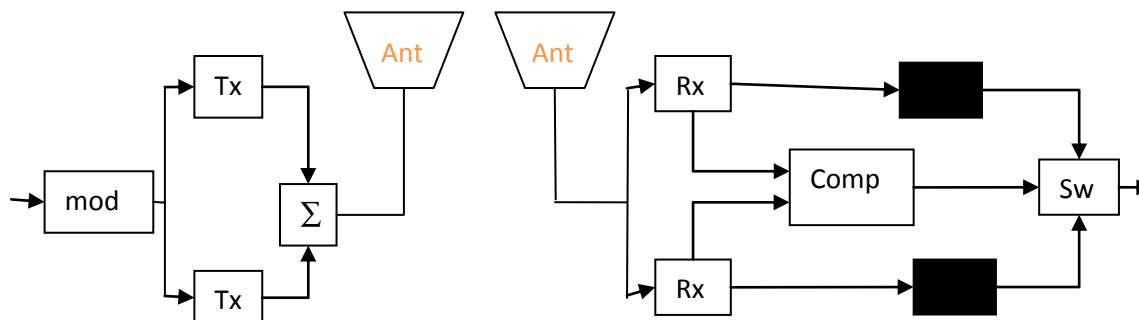 Ant
Ant
Tx
Rx
Comp
mod
Σ
Sw
Tx
Rx